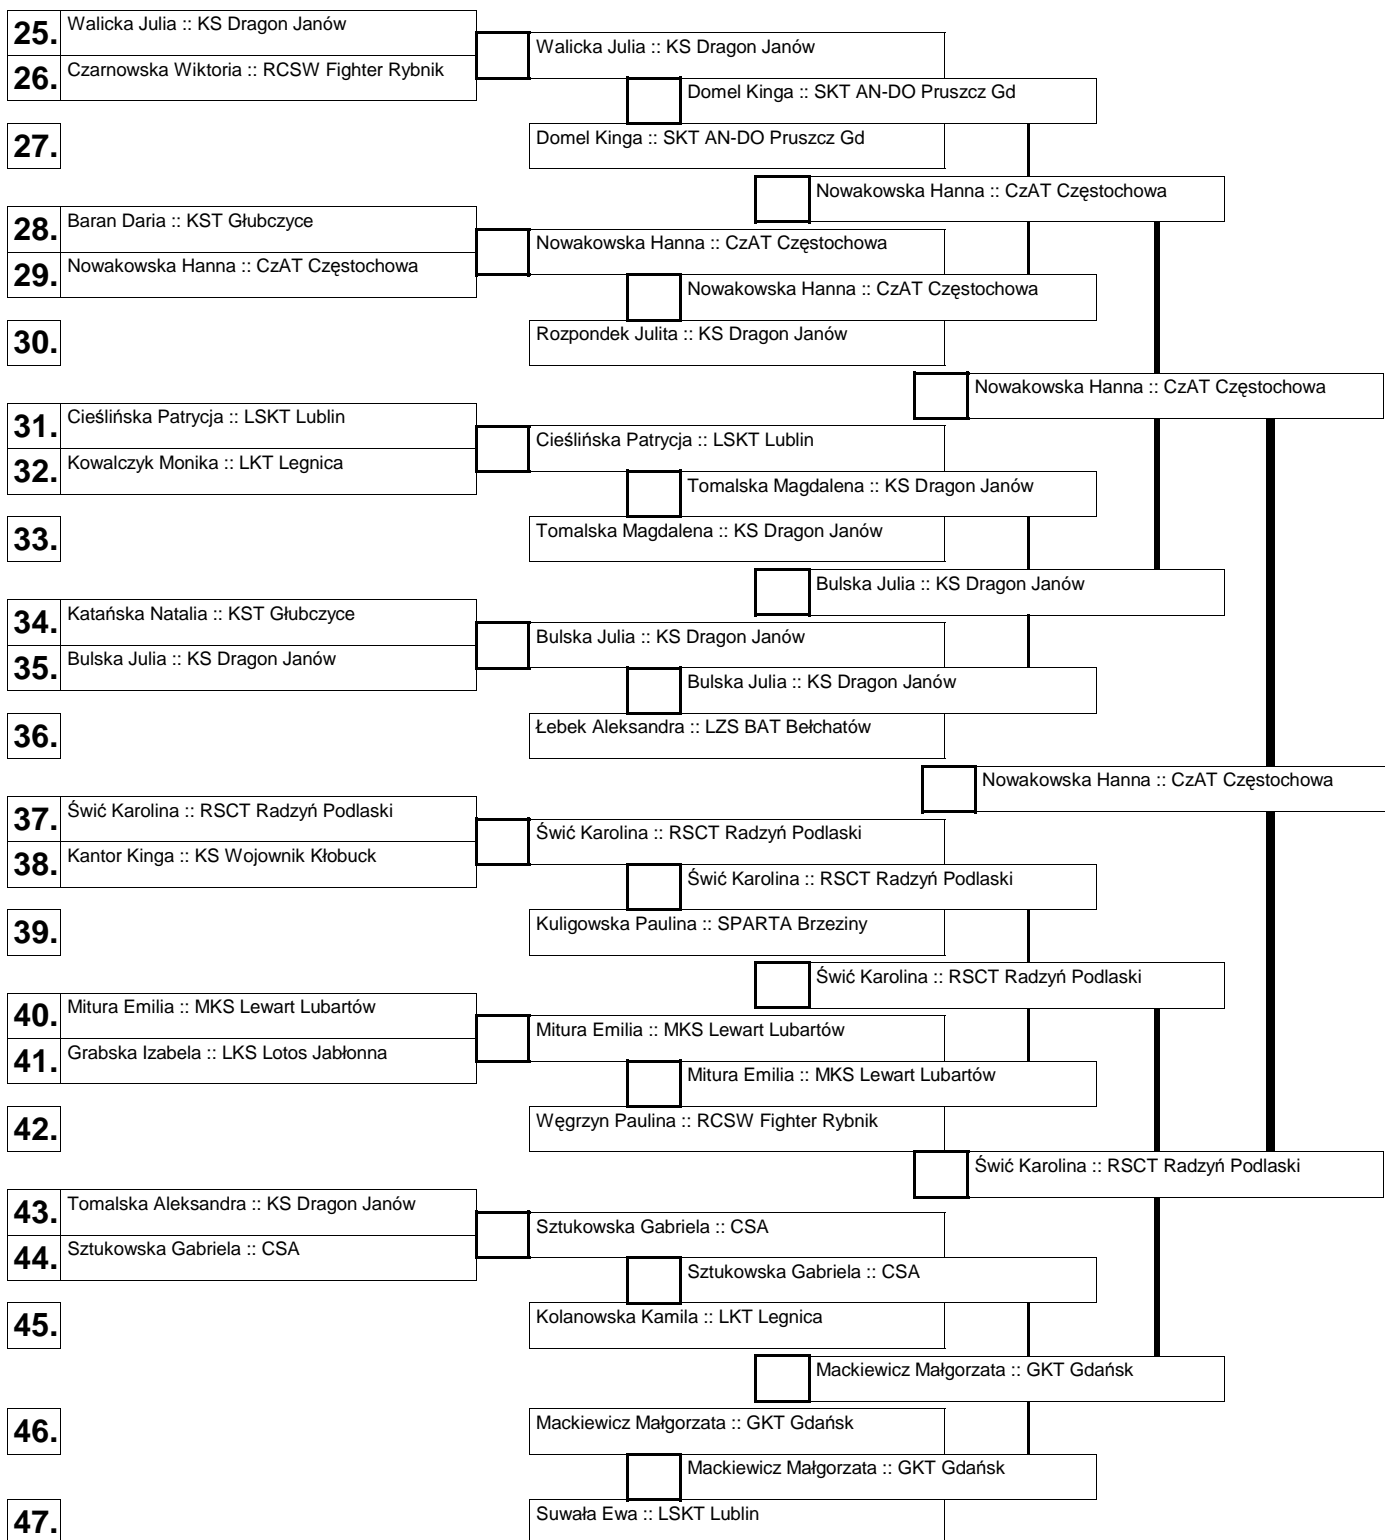 25. Walicka Julia :: KS Dragon Janów
Walicka Julia :: KS Dragon Janów
26. Czarnowska Wiktoria :: RCSW Fighter Rybnik
Domel Kinga :: SKT AN-DO Pruszcz Gd
27. Domel Kinga :: SKT AN-DO Pruszcz Gd
Nowakowska Hanna :: CzAT Częstochowa
28. Baran Daria :: KST Głubczyce
Nowakowska Hanna :: CzAT Częstochowa
29. Nowakowska Hanna :: CzAT Częstochowa
Nowakowska Hanna :: CzAT Częstochowa
30. Rozpondek Julita :: KS Dragon Janów
Nowakowska Hanna :: CzAT Częstochowa
31. Cieślińska Patrycja :: LSKT Lublin
Cieślińska Patrycja :: LSKT Lublin
32. Kowalczyk Monika :: LKT Legnica
Tomalska Magdalena :: KS Dragon Janów
33. Tomalska Magdalena :: KS Dragon Janów
Bulska Julia :: KS Dragon Janów
34. Katańska Natalia :: KST Głubczyce
Bulska Julia :: KS Dragon Janów
35. Bulska Julia :: KS Dragon Janów
Bulska Julia :: KS Dragon Janów
36. Łebek Aleksandra :: LZS BAT Bełchatów
Nowakowska Hanna :: CzAT Częstochowa
37. Świć Karolina :: RSCT Radzyń Podlaski
Świć Karolina :: RSCT Radzyń Podlaski
38. Kantor Kinga :: KS Wojownik Kłobuck
Świć Karolina :: RSCT Radzyń Podlaski
39. Kuligowska Paulina :: SPARTA Brzeziny
Świć Karolina :: RSCT Radzyń Podlaski
40. Mitura Emilia :: MKS Lewart Lubartów
Mitura Emilia :: MKS Lewart Lubartów
41. Grabska Izabela :: LKS Lotos Jabłonna
Mitura Emilia :: MKS Lewart Lubartów
42. Węgrzyn Paulina :: RCSW Fighter Rybnik
Świć Karolina :: RSCT Radzyń Podlaski
43. Tomalska Aleksandra :: KS Dragon Janów
Sztukowska Gabriela :: CSA
44. Sztukowska Gabriela :: CSA
Sztukowska Gabriela :: CSA
45. Kolanowska Kamila :: LKT Legnica
Mackiewicz Małgorzata :: GKT Gdańsk
46. Mackiewicz Małgorzata :: GKT Gdańsk
Mackiewicz Małgorzata :: GKT Gdańsk
47. Suwała Ewa :: LSKT Lublin